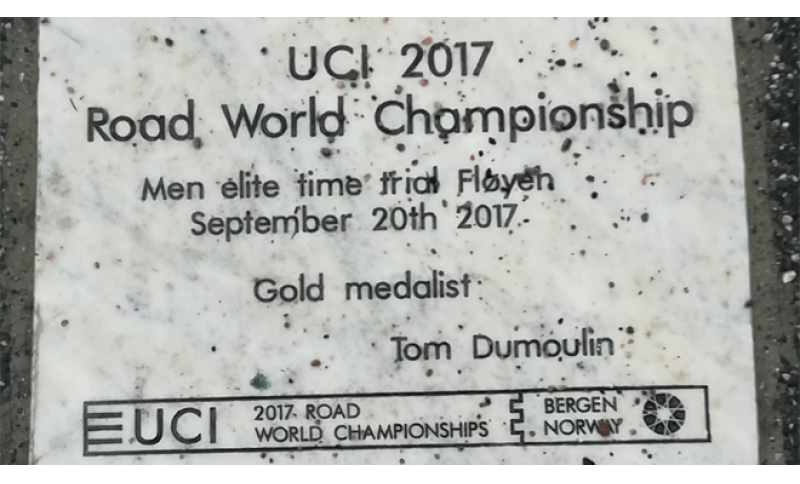 UCI 2017
Road World Championship
Men elite time trial Fløyen
September 20th 2017
Gold medalist:
Tom Dumoulin
UCI
2017 ROAD
WORLD CHAMPIONSHIPS
BERGEN
NORWAY